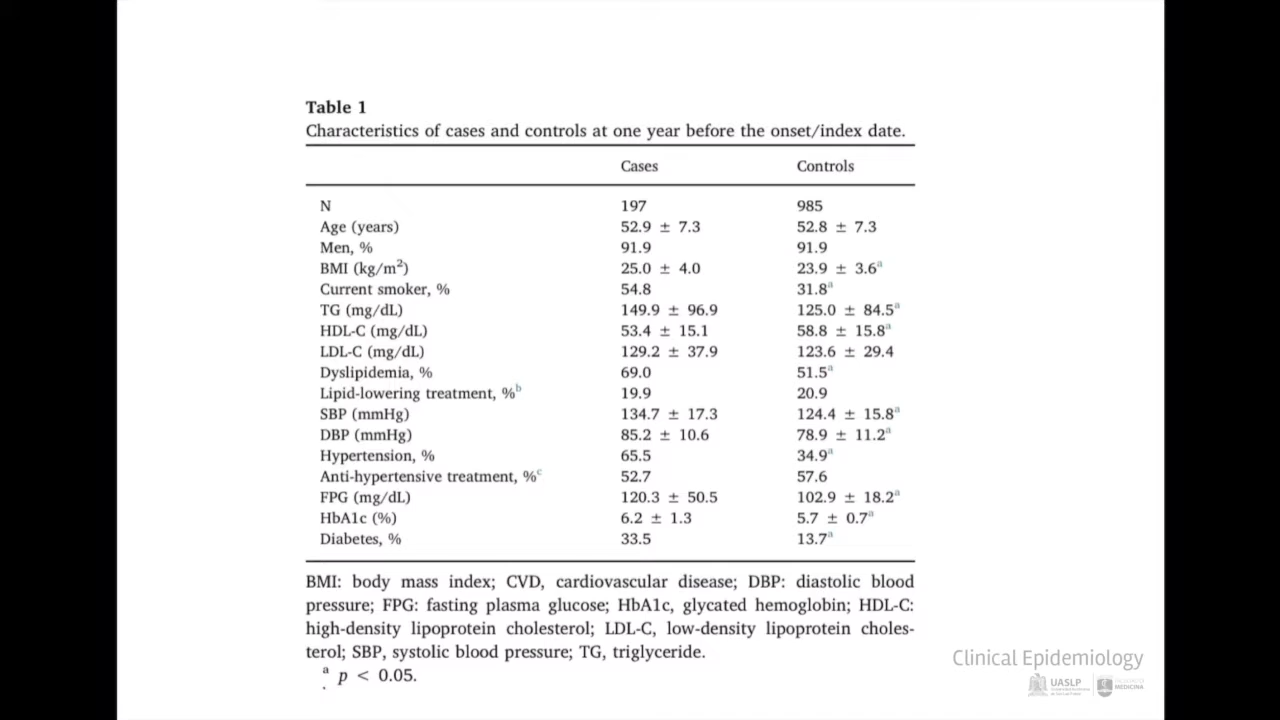 Table 1
Characteristics of cases and controls at one year before the onset/index date.
Cases Controls
N 197 985
Age (years) 52.9 ± 7.3 52.8 ± 7.3
Men, % 91.9 91.9
BMI (kg/m²) 25.0 ± 4.0 23.9 ± 3.6ᵃ
Current smoker, % 54.8 31.8ᵃ
TG (mg/dL) 149.9 ± 96.9 125.0 ± 84.5ᵃ
HDL-C (mg/dL) 53.4 ± 15.1 58.8 ± 15.8ᵃ
LDL-C (mg/dL) 129.2 ± 37.9 123.6 ± 29.4
Dyslipidemia, % 69.0 51.5ᵃ
Lipid-lowering treatment, %ᵇ 19.9 20.9
SBP (mmHg) 134.7 ± 17.3 124.4 ± 15.8ᵃ
DBP (mmHg) 85.2 ± 10.6 78.9 ± 11.2ᵃ
Hypertension, % 65.5 34.9ᵃ
Anti-hypertensive treatment, %ᶜ 52.7 57.6
FPG (mg/dL) 120.3 ± 50.5 102.9 ± 18.2ᵃ
HbA1c (%) 6.2 ± 1.3 5.7 ± 0.7ᵃ
Diabetes, % 33.5 13.7ᵃ
BMI: body mass index; CVD, cardiovascular disease; DBP: diastolic blood
pressure; FPG: fasting plasma glucose; HbA1c, glycated hemoglobin; HDL-C:
high-density lipoprotein cholesterol; LDL-C, low-density lipoprotein choles-
terol; SBP, systolic blood pressure; TG, triglyceride.
ᵃ p < 0.05.
Clinical Epidemiology
UASLP
MEDICINA